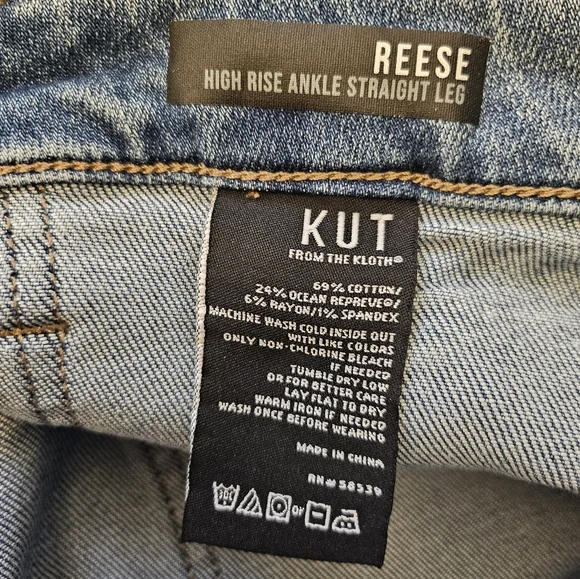 REESE
HIGH RISE ANKLE STRAIGHT LEG
KUT
FROM THE KLOTH®
69% COTTON/
24% OCEAN REPREVE®/
6% RAYON/1% SPANDEX
MACHINE WASH COLD INSIDE OUT
WITH LIKE COLORS
ONLY NON-CHLORINE BLEACH
IF NEEDED
TUMBLE DRY LOW
OR FOR BETTER CARE
LAY FLAT TO DRY
WARM IRON IF NEEDED
WASH ONCE BEFORE WEARING
MADE IN CHINA
RN# 58539
or